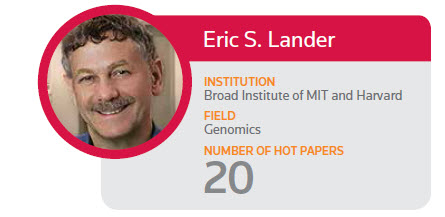 Eric S. Lander
INSTITUTION
Broad Institute of MIT and Harvard
FIELD
Genomics
NUMBER OF HOT PAPERS
20